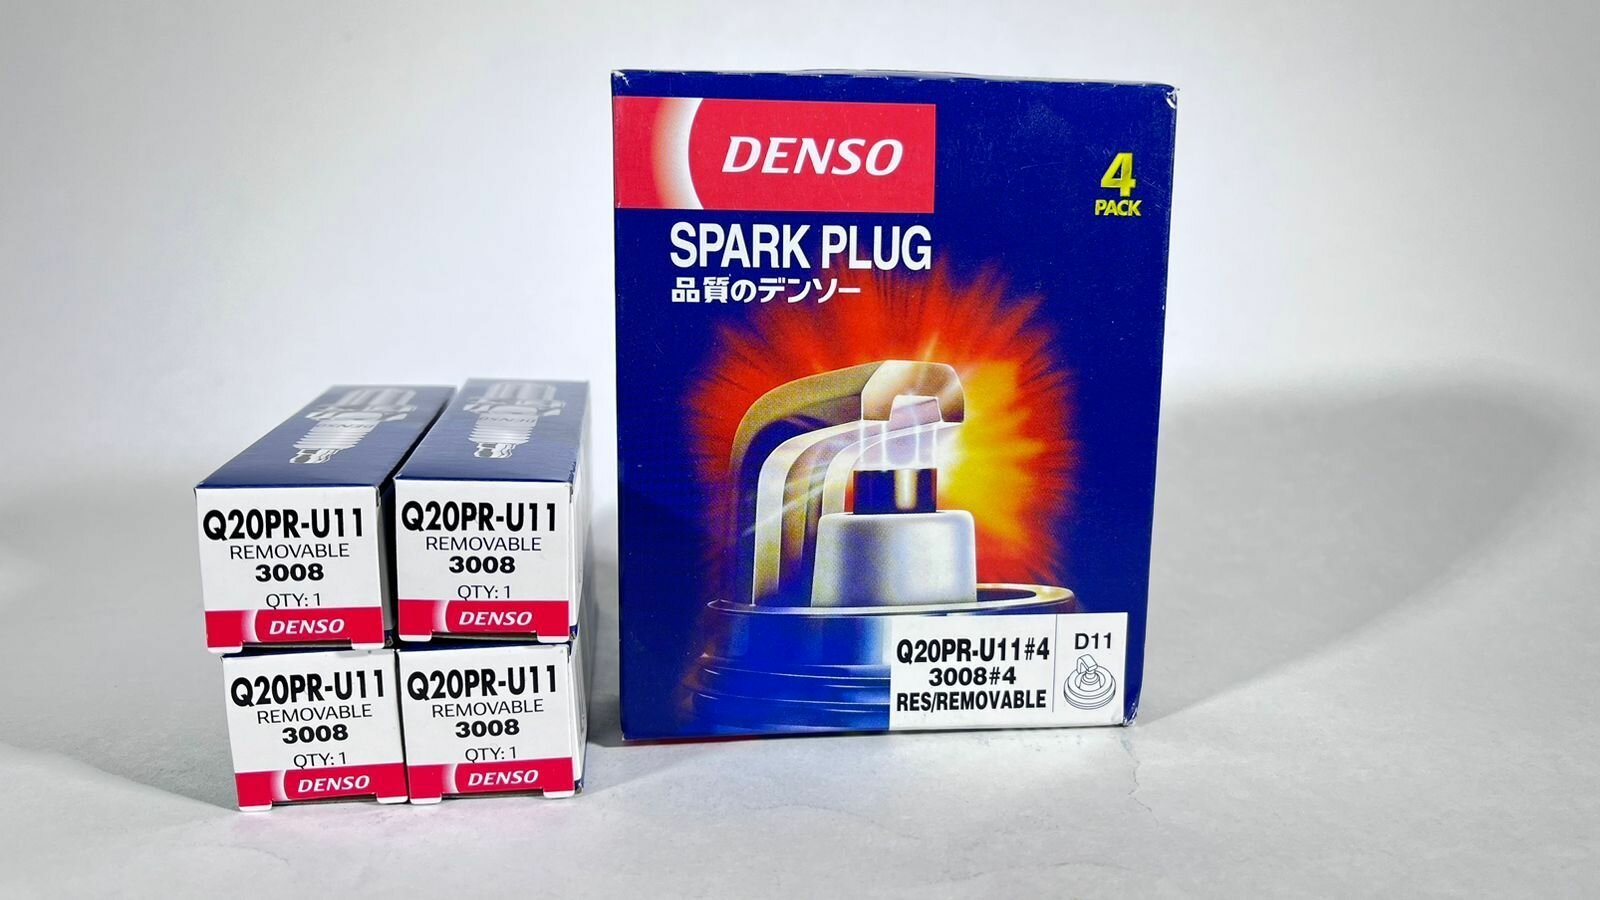 DENSO
4
PACK
SPARK PLUG
品質のデンソー
Q20PR-U11#4
3008#4
RES/REMOVABLE
D11
Q20PR-U11
REMOVABLE
3008
QTY: 1
DENSO
Q20PR-U11
REMOVABLE
3008
QTY: 1
DENSO
Q20PR-U11
REMOVABLE
3008
QTY: 1
DENSO
Q20PR-U11
REMOVABLE
3008
QTY: 1
DENSO